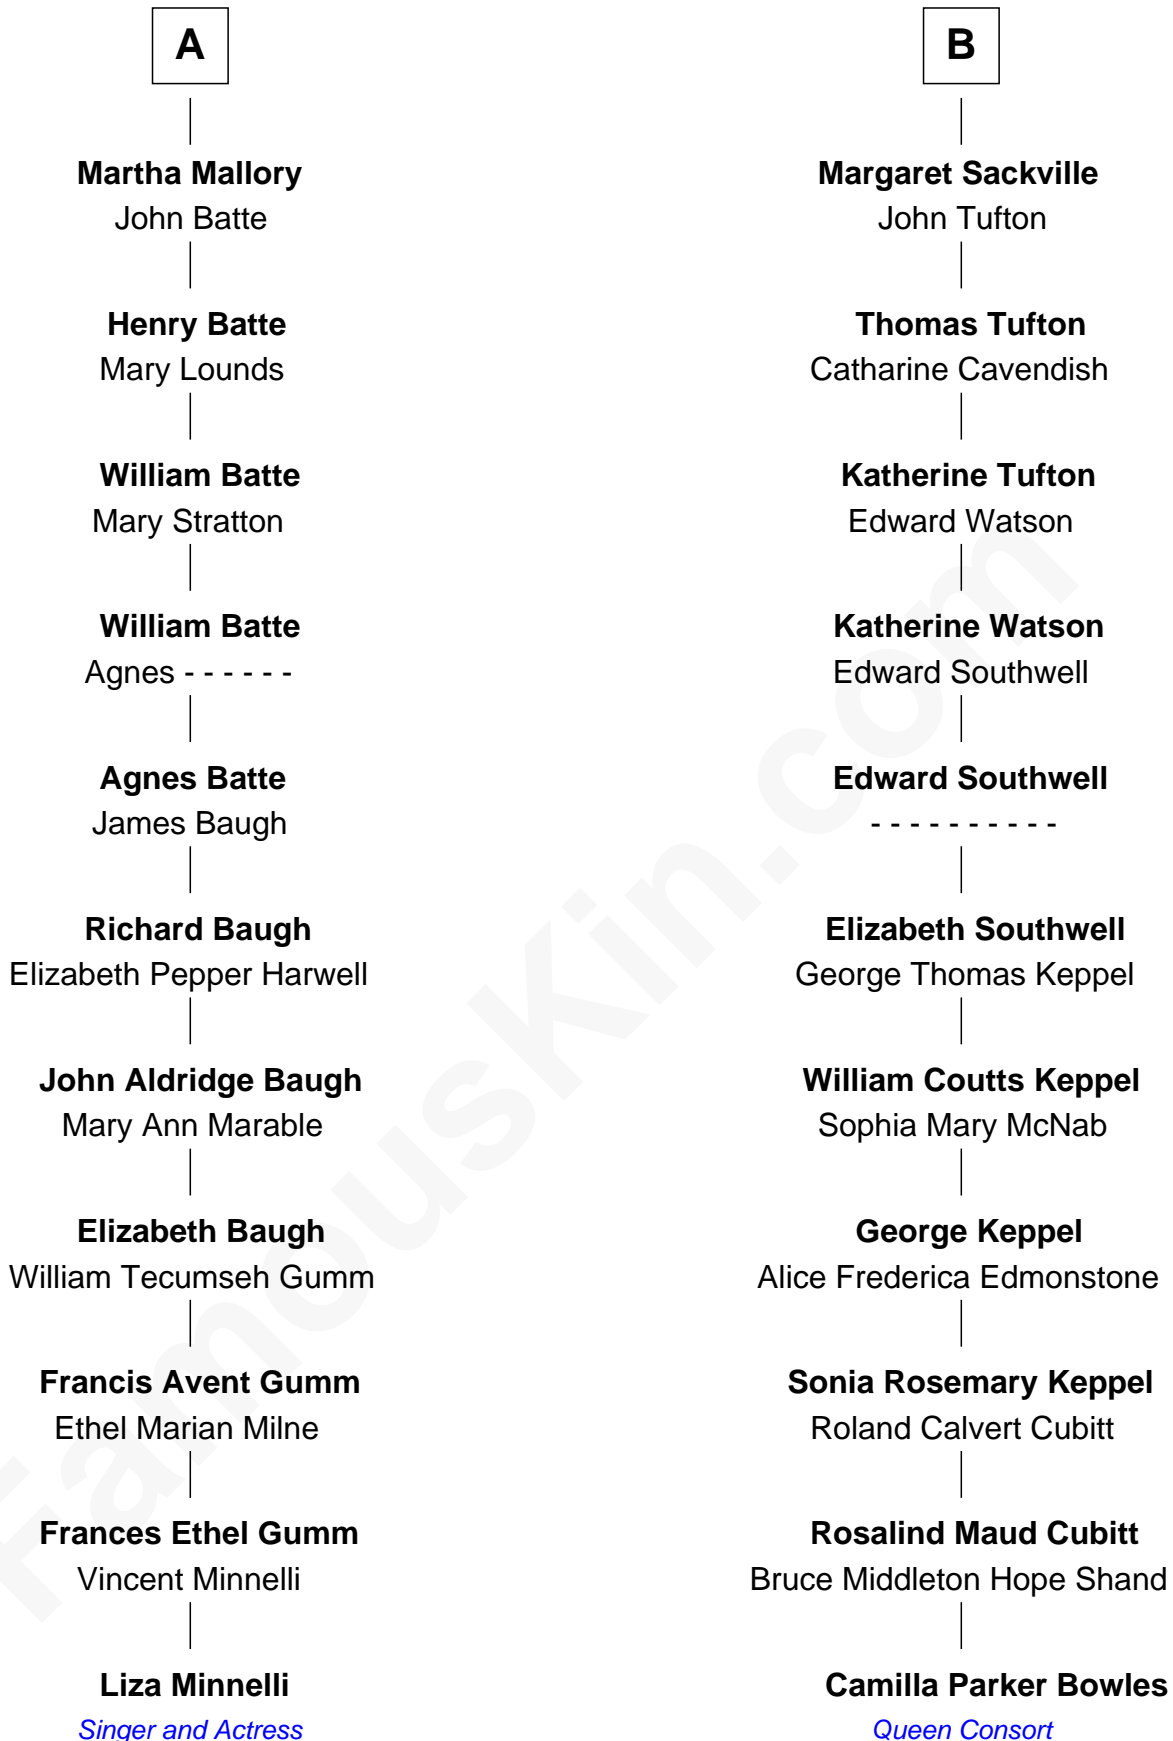 A
Martha Mallory
John Batte
Henry Batte
Mary Lounds
William Batte
Mary Stratton
William Batte
Agnes - - - - - -
Agnes Batte
James Baugh
Richard Baugh
Elizabeth Pepper Harwell
John Aldridge Baugh
Mary Ann Marable
Elizabeth Baugh
William Tecumseh Gumm
Francis Avent Gumm
Ethel Marian Milne
Frances Ethel Gumm
Vincent Minnelli
Liza Minnelli
Singer and Actress
B
Margaret Sackville
John Tufton
Thomas Tufton
Catharine Cavendish
Katherine Tufton
Edward Watson
Katherine Watson
Edward Southwell
Edward Southwell
- - - - - - - - - -
Elizabeth Southwell
George Thomas Keppel
William Coutts Keppel
Sophia Mary McNab
George Keppel
Alice Frederica Edmonstone
Sonia Rosemary Keppel
Roland Calvert Cubitt
Rosalind Maud Cubitt
Bruce Middleton Hope Shand
Camilla Parker Bowles
Queen Consort
FamousKin.com